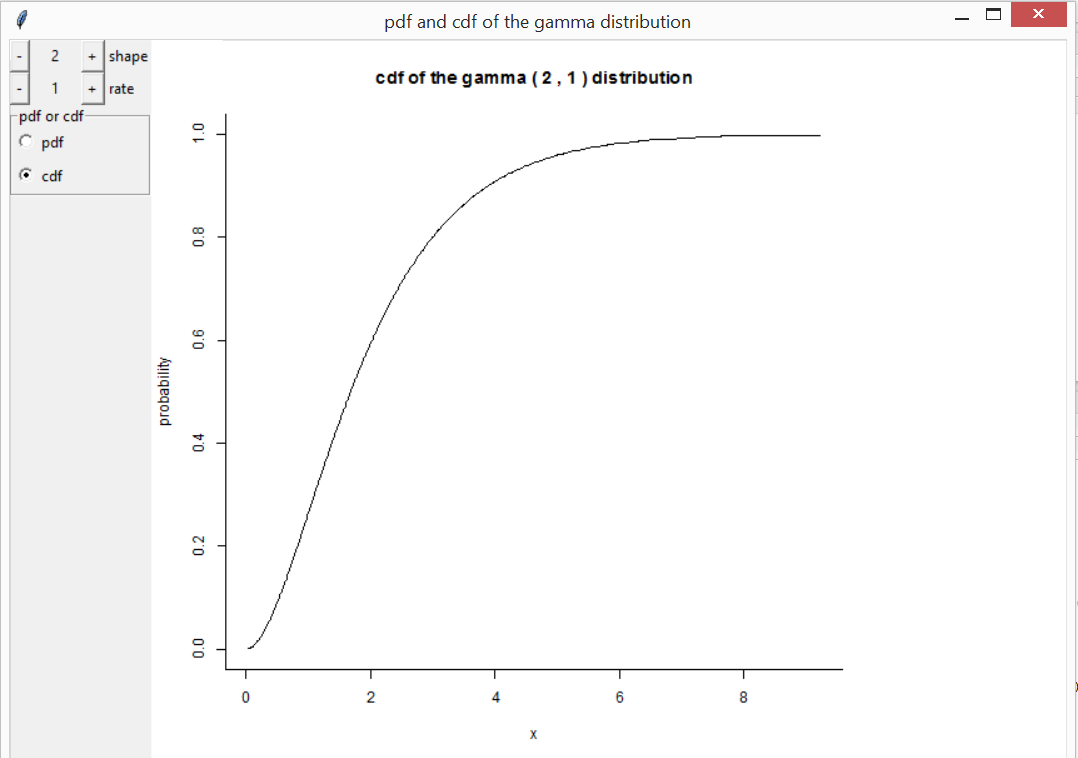 pdf and cdf of the gamma distribution
- 2 + shape
- 1 + rate
pdf or cdf
pdf
cdf
cdf of the gamma ( 2 , 1 ) distribution
probability
1.0
0.8
0.6
0.4
0.2
0.0
0 2 4 6 8
x